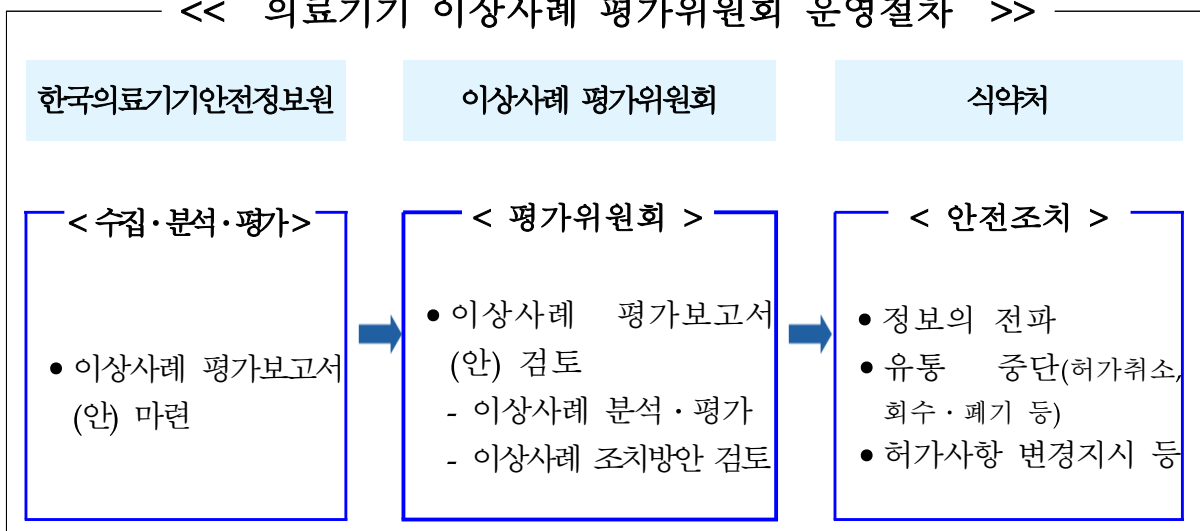 << 의료기기 이상사례 평가위원회 운영절차 >>
한국의료기기안전정보원
이상사례 평가위원회
식약처
<수집·분석·평가>
• 이상사례 평가보고서
(안) 마련
< 평가위원회 >
• 이상사례 평가보고서
(안) 검토
- 이상사례 분석·평가
- 이상사례 조치방안 검토
< 안전조치 >
• 정보의 전파
• 유통 중단(허가취소,
회수·폐기 등)
• 허가사항 변경지시 등